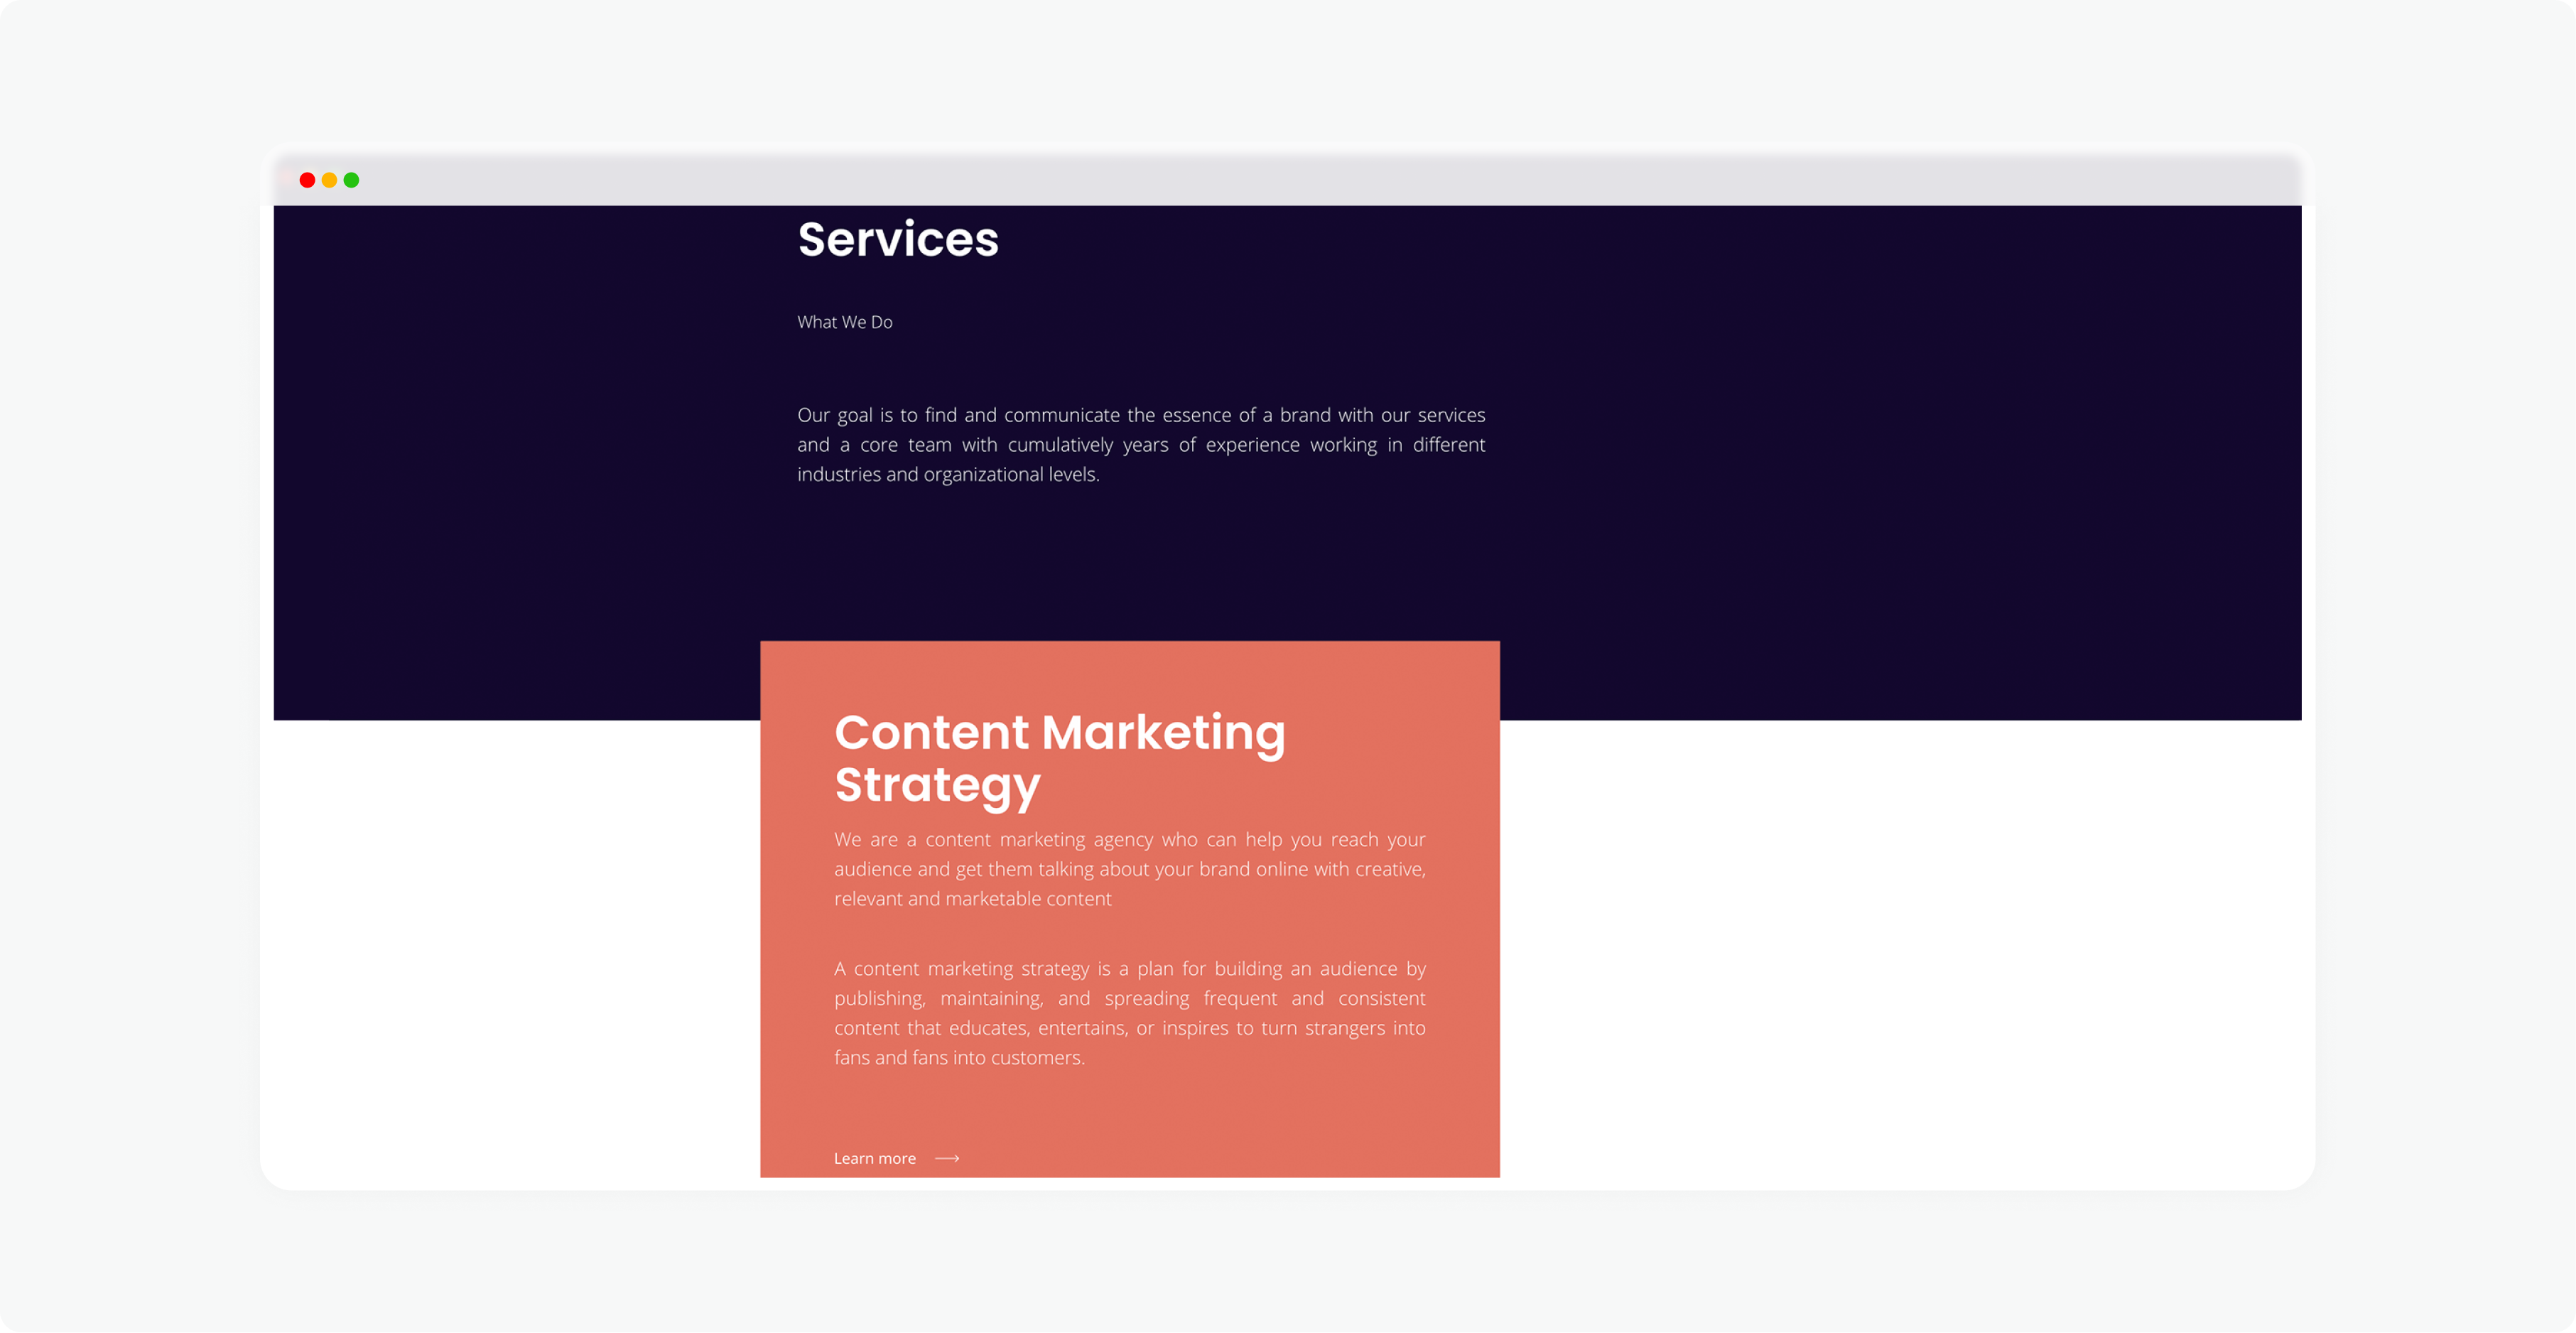 Services
What We Do
Our goal is to find and communicate the essence of a brand with our services
and a core team with cumulatively years of experience working in different
industries and organizational levels.
Content Marketing
Strategy
We are a content marketing agency who can help you reach your
audience and get them talking about your brand online with creative,
relevant and marketable content
A content marketing strategy is a plan for building an audience by
publishing, maintaining, and spreading frequent and consistent
content that educates, entertains, or inspires to turn strangers into
fans and fans into customers.
Learn more